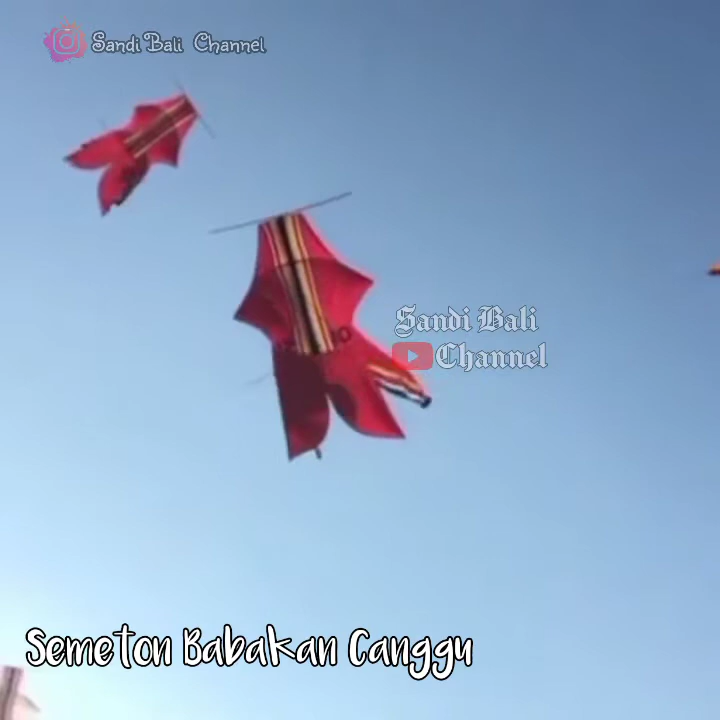 Sandi Bali Channel
Sandi Bali
Channel
Semeton Babakan Canggu